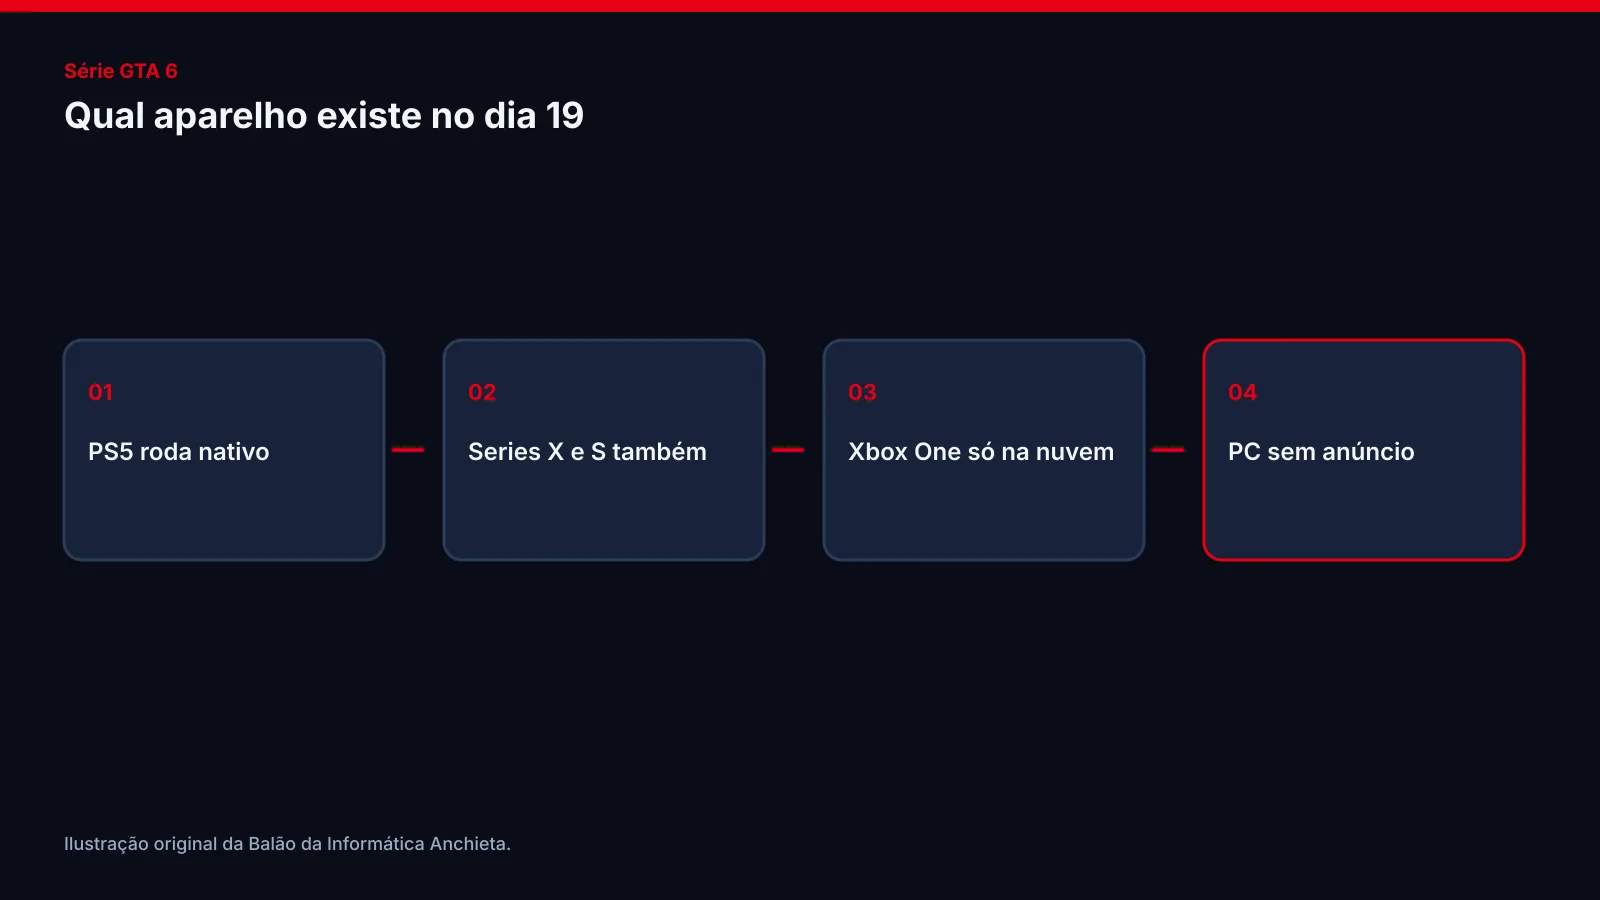 Série GTA 6
Qual aparelho existe no dia 19
01
PS5 roda nativo
02
Series X e S também
03
Xbox One só na nuvem
04
PC sem anúncio
Ilustração original da Balão da Informática Anchieta.